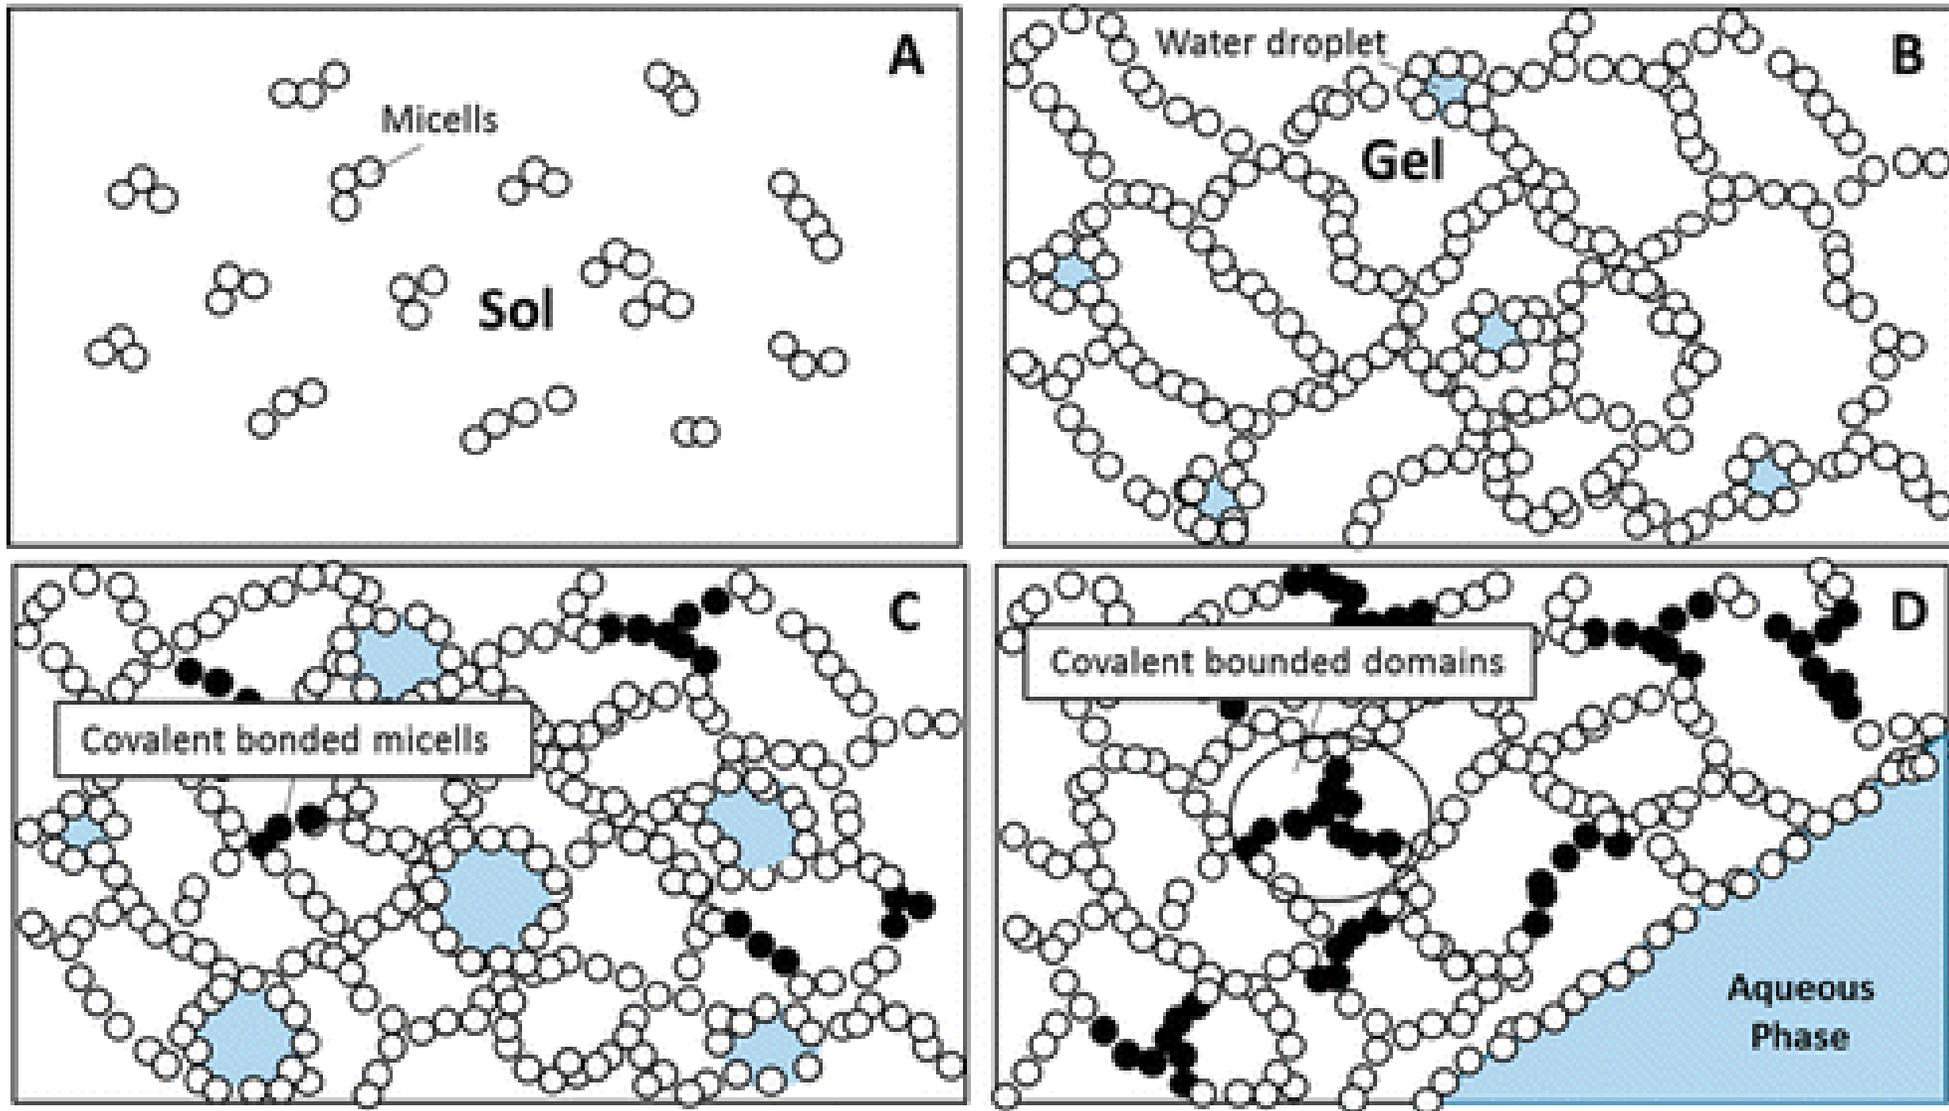 A
Micells
Sol
B
Water droplet
Gel
C
Covalent bonded micells
D
Covalent bounded domains
Aqueous
Phase